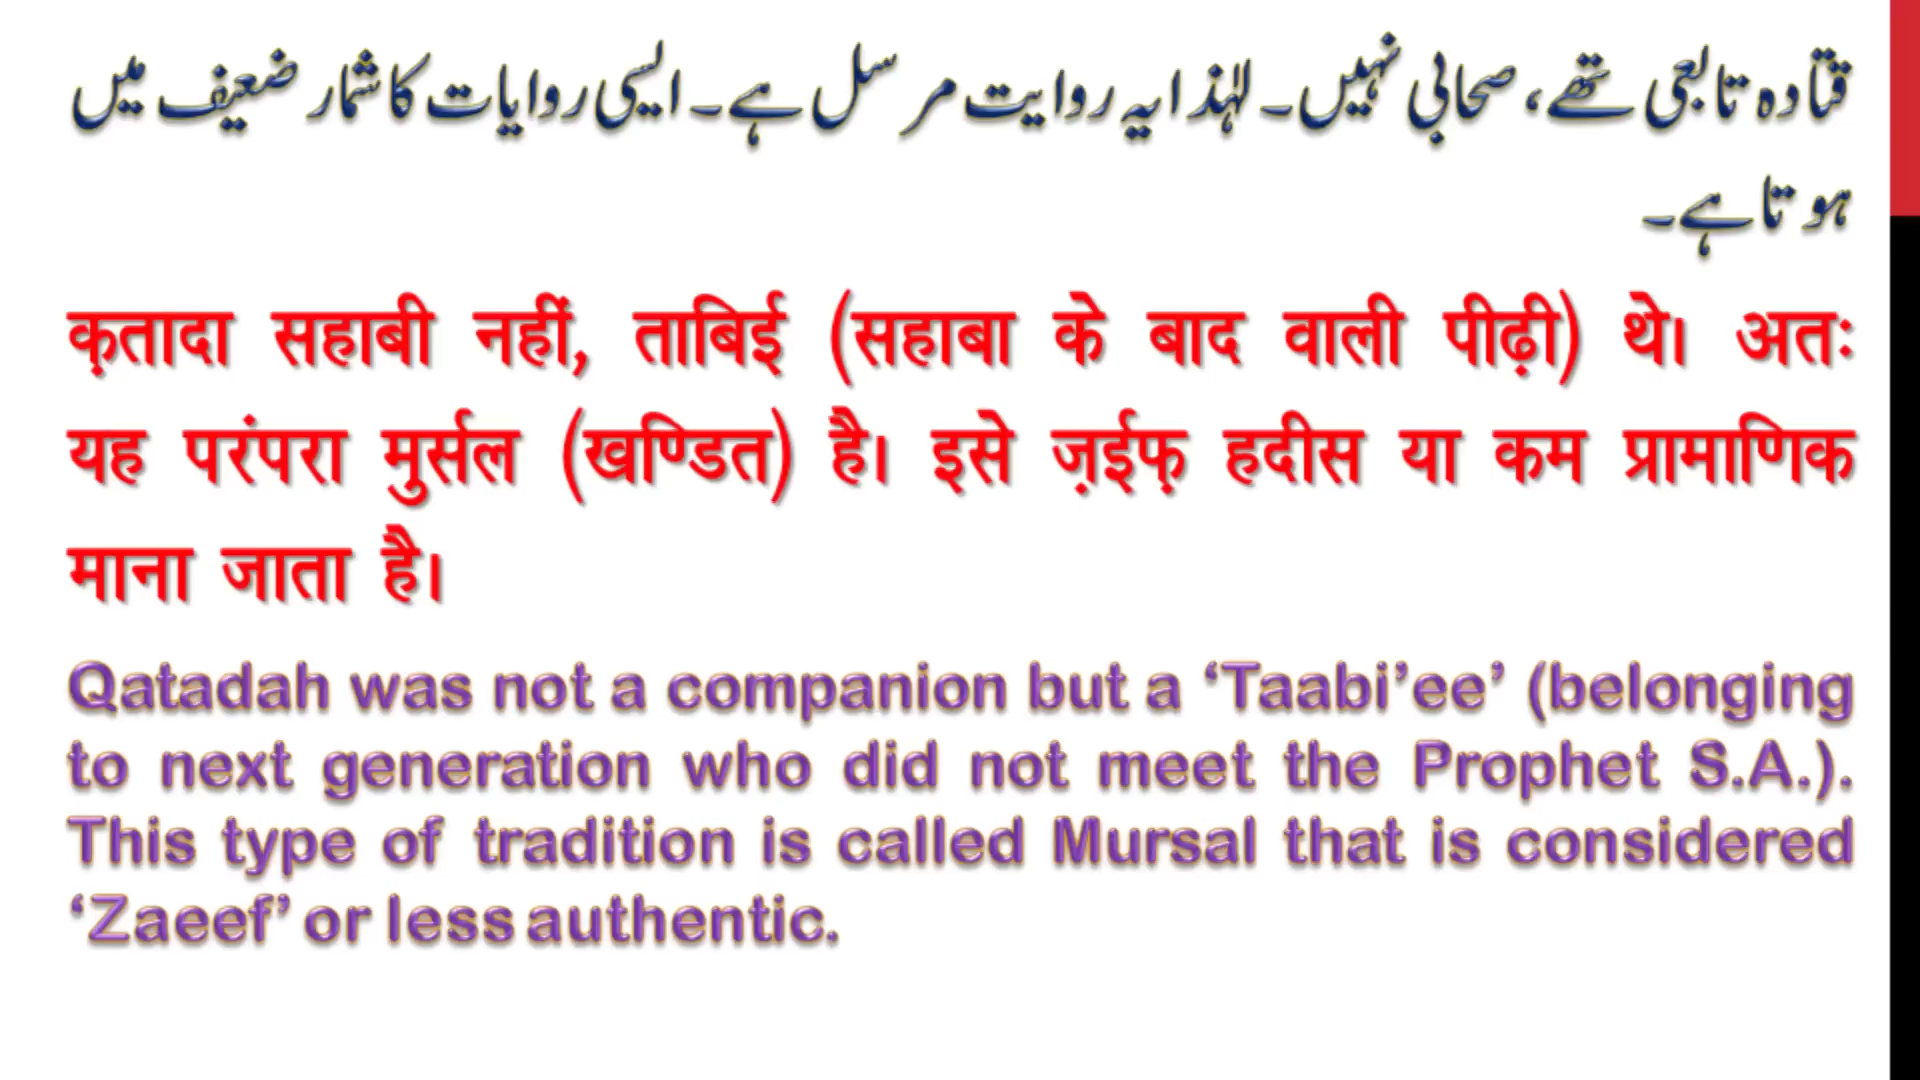 قتادہ تابعی تھے، صحابی نہیں۔ لہٰذا یہ روایت مرسل ہے۔ ایسی روایات کا شمار ضعیف میں
ہوتا ہے۔
क़तादा सहाबी नहीं, ताबिई (सहाबा के बाद वाली पीढ़ी) थे। अतः
यह परंपरा मुर्सल (खण्डित) है। इसे ज़ईफ़ हदीस या कम प्रामाणिक
माना जाता है।
Qatadah was not a companion but a ‘Taabi’ee’ (belonging
to next generation who did not meet the Prophet S.A.).
This type of tradition is called Mursal that is considered
‘Zaeef’ or less authentic.